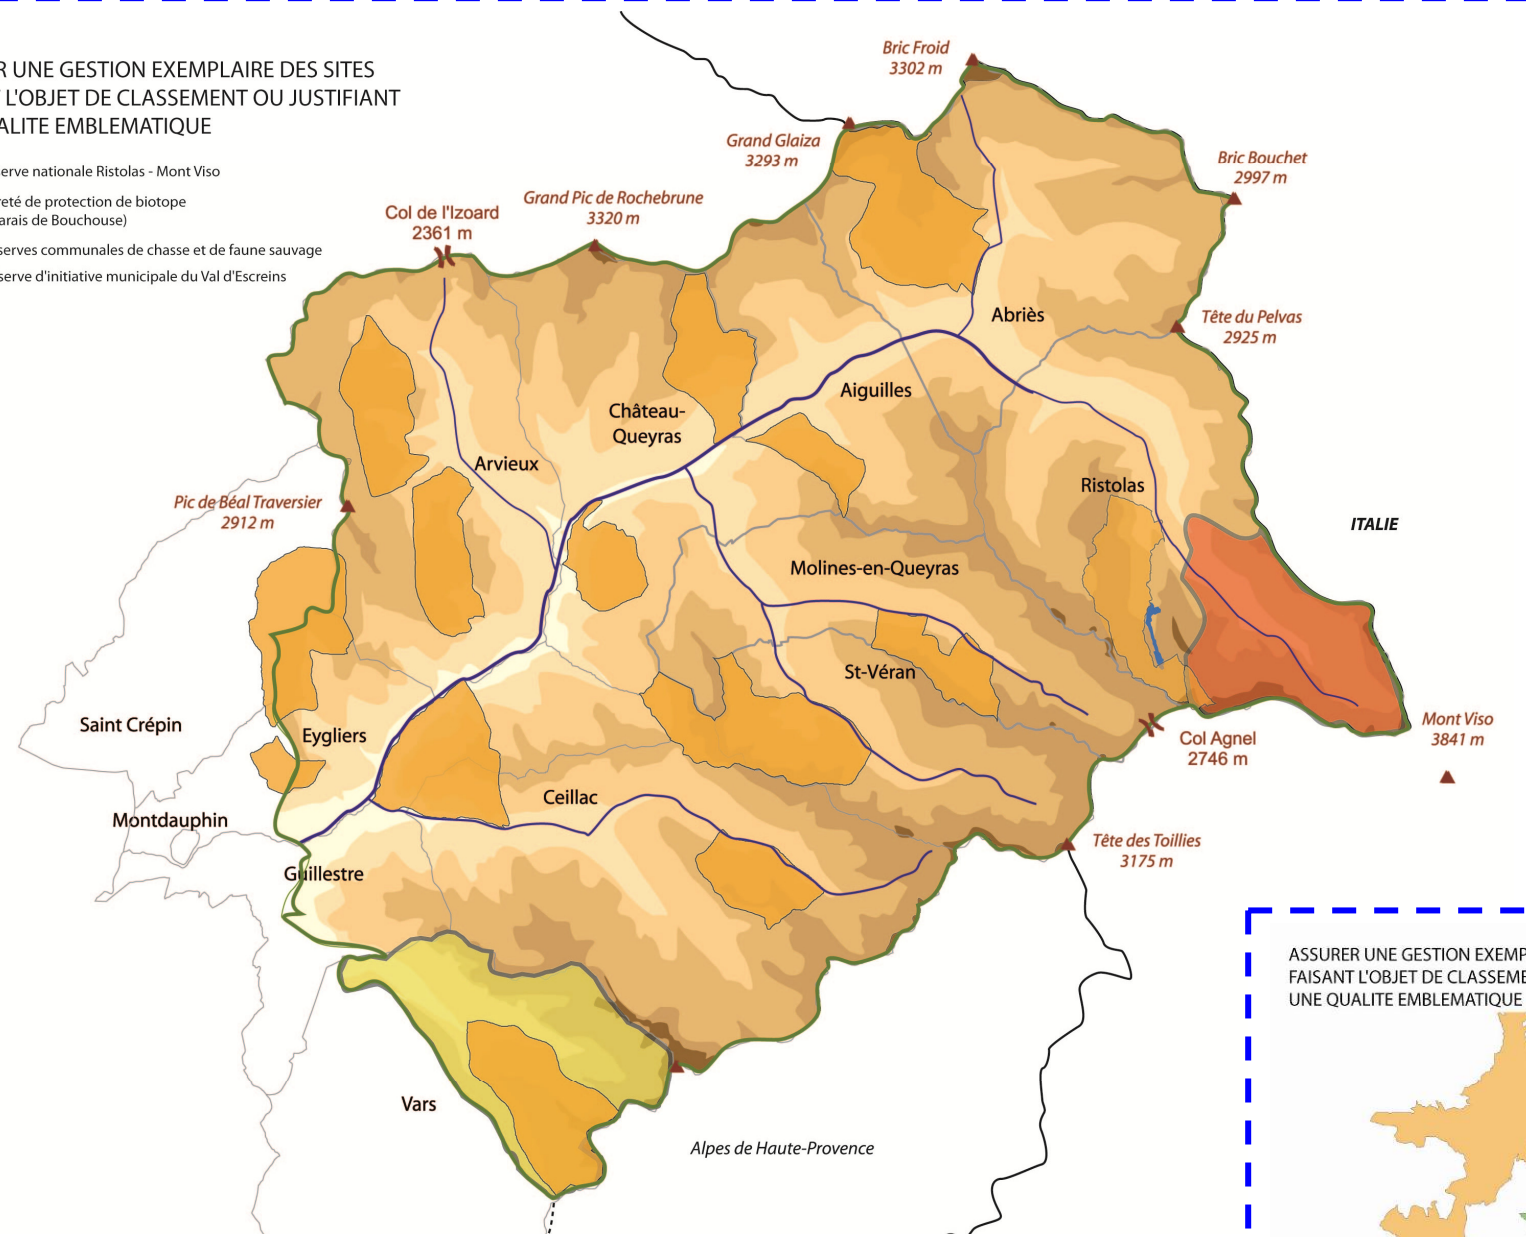 R UNE GESTION EXEMPLAIRE DES SITES
L'OBJET DE CLASSEMENT OU JUSTIFIANT
ALITE EMBLEMATIQUE
serve nationale Ristolas - Mont Viso
reté de protection de biotope
arais de Bouchouse)
serves communales de chasse et de faune sauvage
serve d'initiative municipale du Val d'Escreins
Bric Froid
3302 m
Grand Glaiza
3293 m
Bric Bouchet
2997 m
Grand Pic de Rochebrune
3320 m
Col de l'Izoard
2361 m
Abriès
Tête du Pelvas
2925 m
Aiguilles
Château-
Queyras
Arvieux
Ristolas
Pic de Béal Traversier
2912 m
ITALIE
Molines-en-Queyras
St-Véran
Saint Crépin
Eygliers
Mont Viso
3841 m
Col Agnel
2746 m
Ceillac
Montdauphin
Tête des Toillies
3175 m
Guillestre
Vars
Alpes de Haute-Provence
ASSURER UNE GESTION EXEMP
FAISANT L'OBJET DE CLASSEME
UNE QUALITE EMBLEMATIQUE